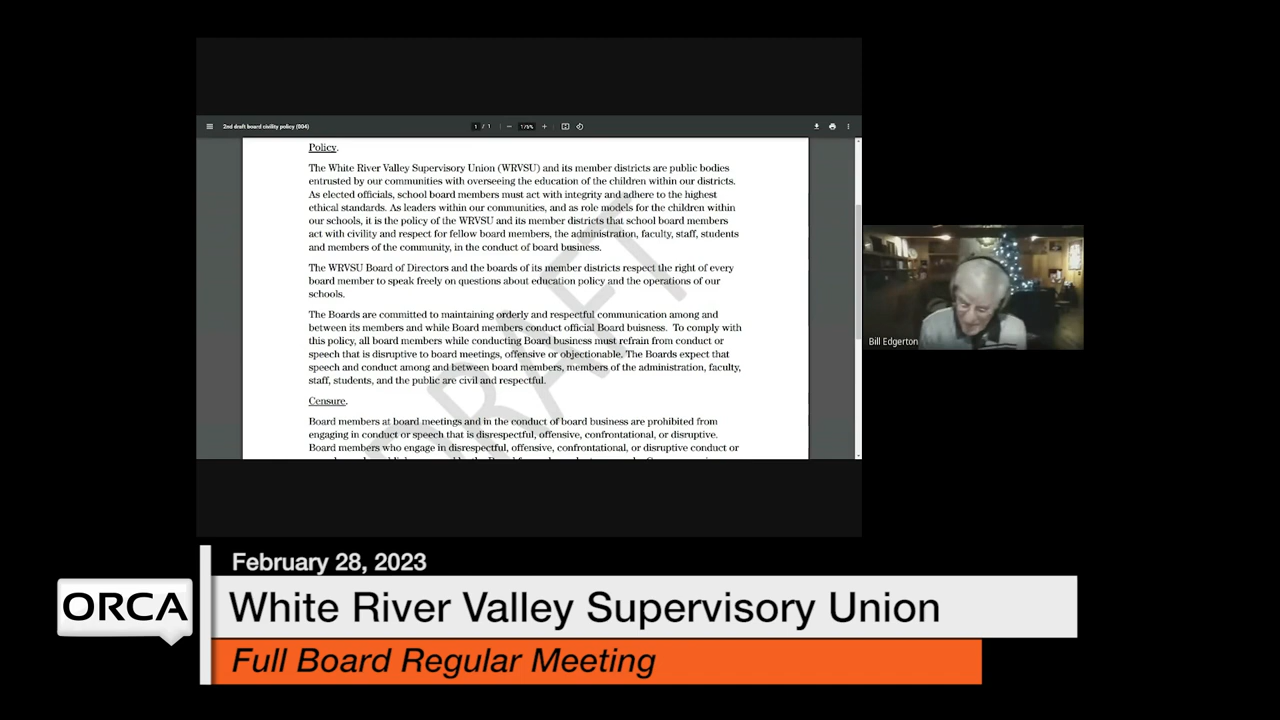 2nd draft board civility policy (004)
1 / 1
175%
Policy.
The White River Valley Supervisory Union (WRVSU) and its member districts are public bodies
entrusted by our communities with overseeing the education of the children within our districts.
As elected officials, school board members must act with integrity and adhere to the highest
ethical standards. As leaders within our communities, and as role models for the children within
our schools, it is the policy of the WRVSU and its member districts that school board members
act with civility and respect for fellow board members, the administration, faculty, staff, students
and members of the community, in the conduct of board business.
The WRVSU Board of Directors and the boards of its member districts respect the right of every
board member to speak freely on questions about education policy and the operations of our
schools.
The Boards are committed to maintaining orderly and respectful communication among and
between its members and while Board members conduct official Board buisness. To comply with
this policy, all board members while conducting Board business must refrain from conduct or
speech that is disruptive to board meetings, offensive or objectionable. The Boards expect that
speech and conduct among and between board members, members of the administration, faculty,
staff, students, and the public are civil and respectful.
Censure.
Board members at board meetings and in the conduct of board business are prohibited from
engaging in conduct or speech that is disrespectful, offensive, confrontational, or disruptive.
Board members who engage in disrespectful, offensive, confrontational, or disruptive conduct or
DRAFT
Bill Edgerton
February 28, 2023
ORCA
White River Valley Supervisory Union
Full Board Regular Meeting